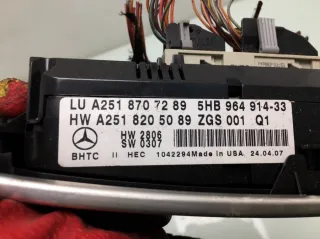 LU A251 870 72 89 5HB 964 914-33
HW A251 820 50 89 ZGS 001 Q1
HW 2806
SW 0307
BHTC II HEC 1042294 Made in USA 24.04.07